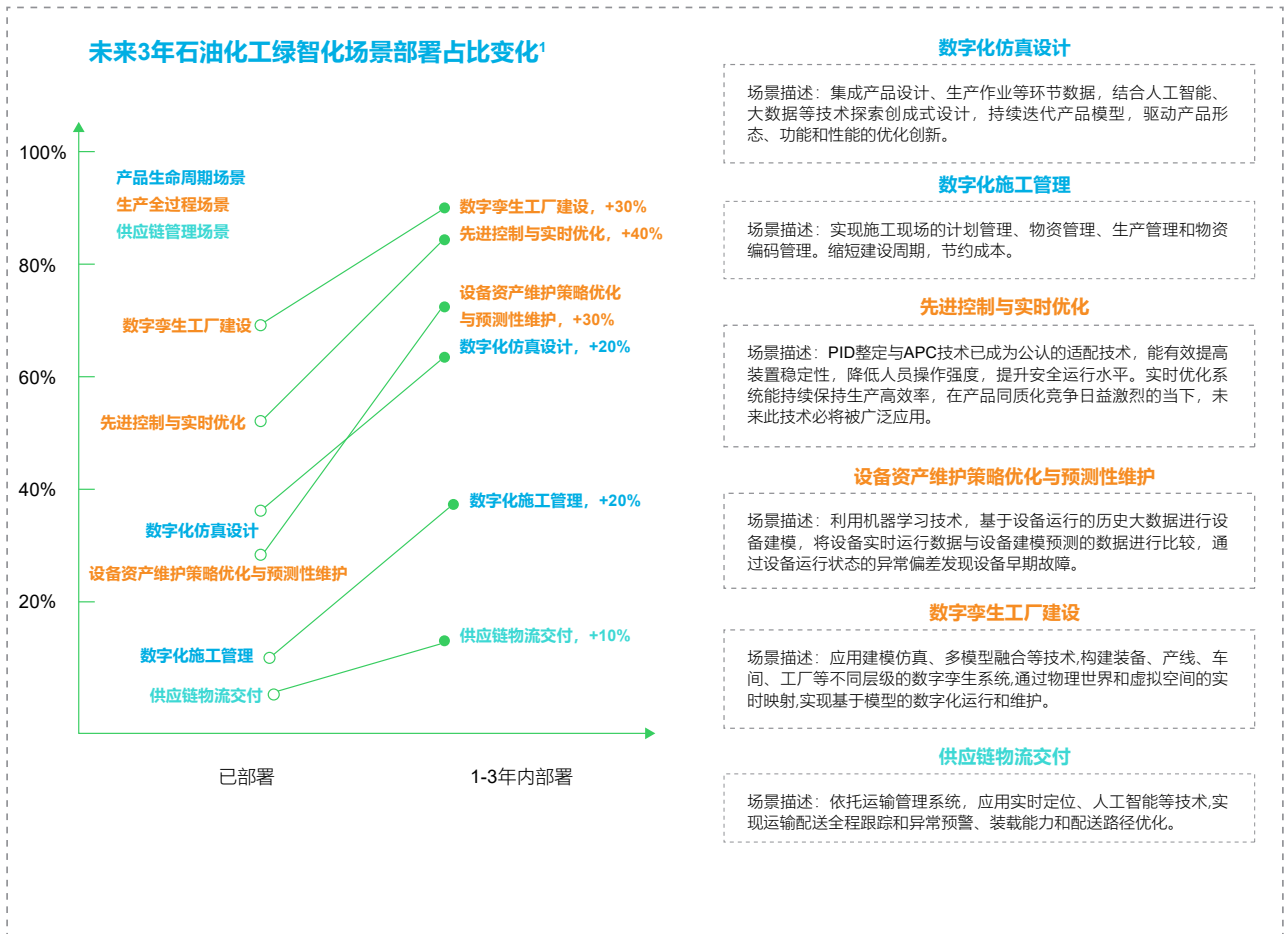 未来3年石油化工绿智化场景部署占比变化¹
100%
80%
60%
40%
20%
产品生命周期场景
生产全过程场景
供应链管理场景
数字孪生工厂建设，+30%
先进控制与实时优化，+40%
设备资产维护策略优化
与预测性维护，+30%
数字化仿真设计，+20%
数字孪生工厂建设
先进控制与实时优化
数字化施工管理，+20%
数字化仿真设计
设备资产维护策略优化与预测性维护
供应链物流交付，+10%
数字化施工管理
供应链物流交付
已部署
1-3年内部署
数字化仿真设计
场景描述：集成产品设计、生产作业等环节数据，结合人工智能、
大数据等技术探索创成式设计，持续迭代产品模型，驱动产品形
态、功能和性能的优化创新。
数字化施工管理
场景描述：实现施工现场的计划管理、物资管理、生产管理和物资
编码管理。缩短建设周期，节约成本。
先进控制与实时优化
场景描述：PID整定与APC技术已成为公认的适配技术，能有效提高
装置稳定性，降低人员操作强度，提升安全运行水平。实时优化系
统能持续保持生产高效率，在产品同质化竞争日益激烈的当下，未
来此技术必将被广泛应用。
设备资产维护策略优化与预测性维护
场景描述：利用机器学习技术，基于设备运行的历史大数据进行设
备建模，将设备实时运行数据与设备建模预测的数据进行比较，通
过设备运行状态的异常偏差发现设备早期故障。
数字孪生工厂建设
场景描述：应用建模仿真、多模型融合等技术,构建装备、产线、车
间、工厂等不同层级的数字孪生系统,通过物理世界和虚拟空间的实
时映射,实现基于模型的数字化运行和维护。
供应链物流交付
场景描述：依托运输管理系统，应用实时定位、人工智能等技术,实
现运输配送全程跟踪和异常预警、装载能力和配送路径优化。